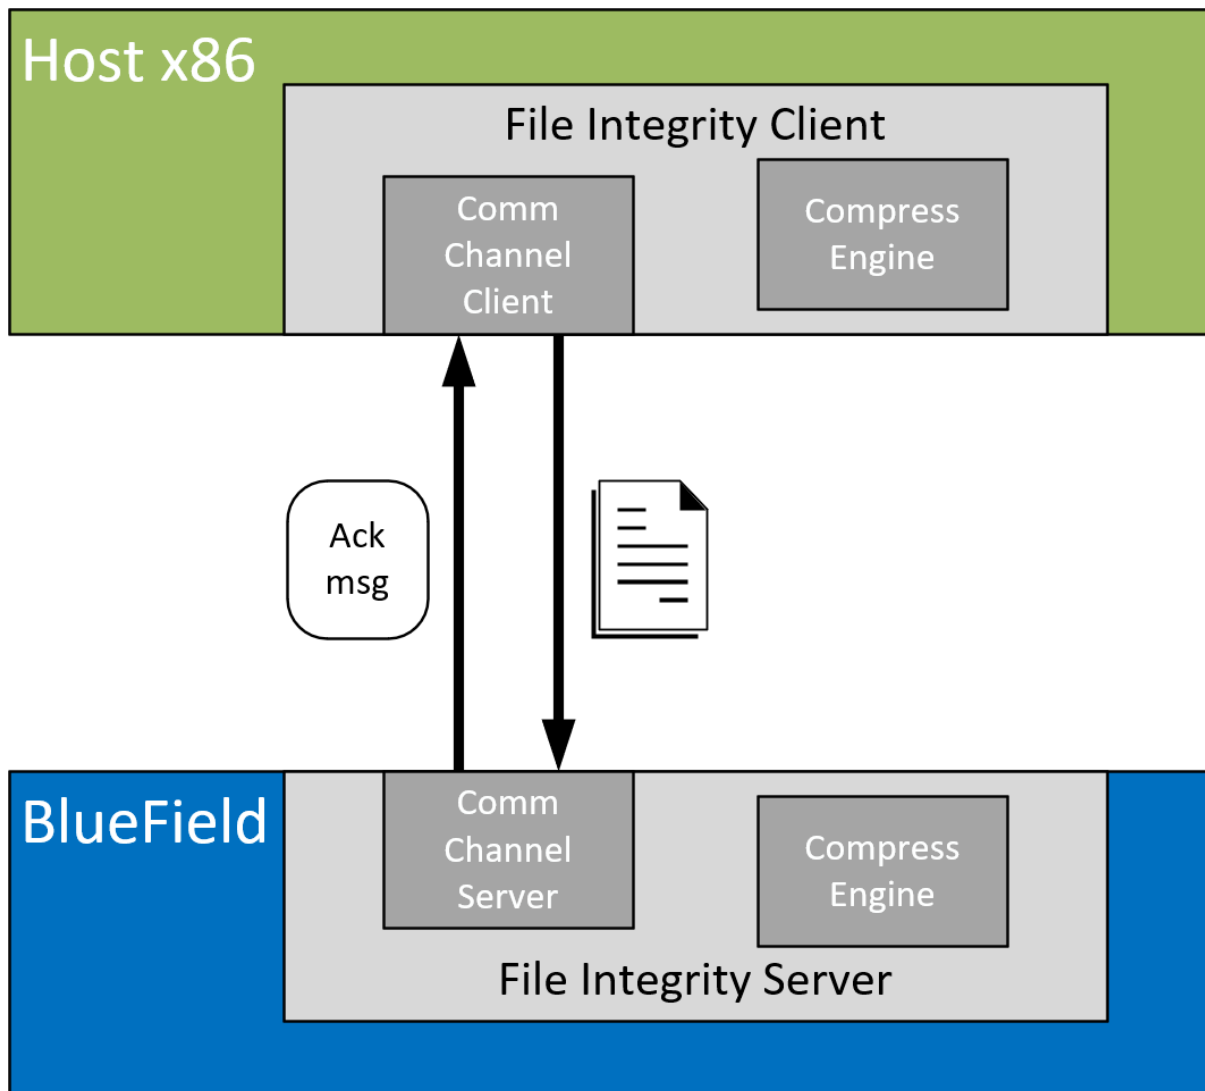 Host x86
File Integrity Client
Comm
Channel
Client
Compress
Engine
Ack
msg
BlueField
Comm
Channel
Server
Compress
Engine
File Integrity Server